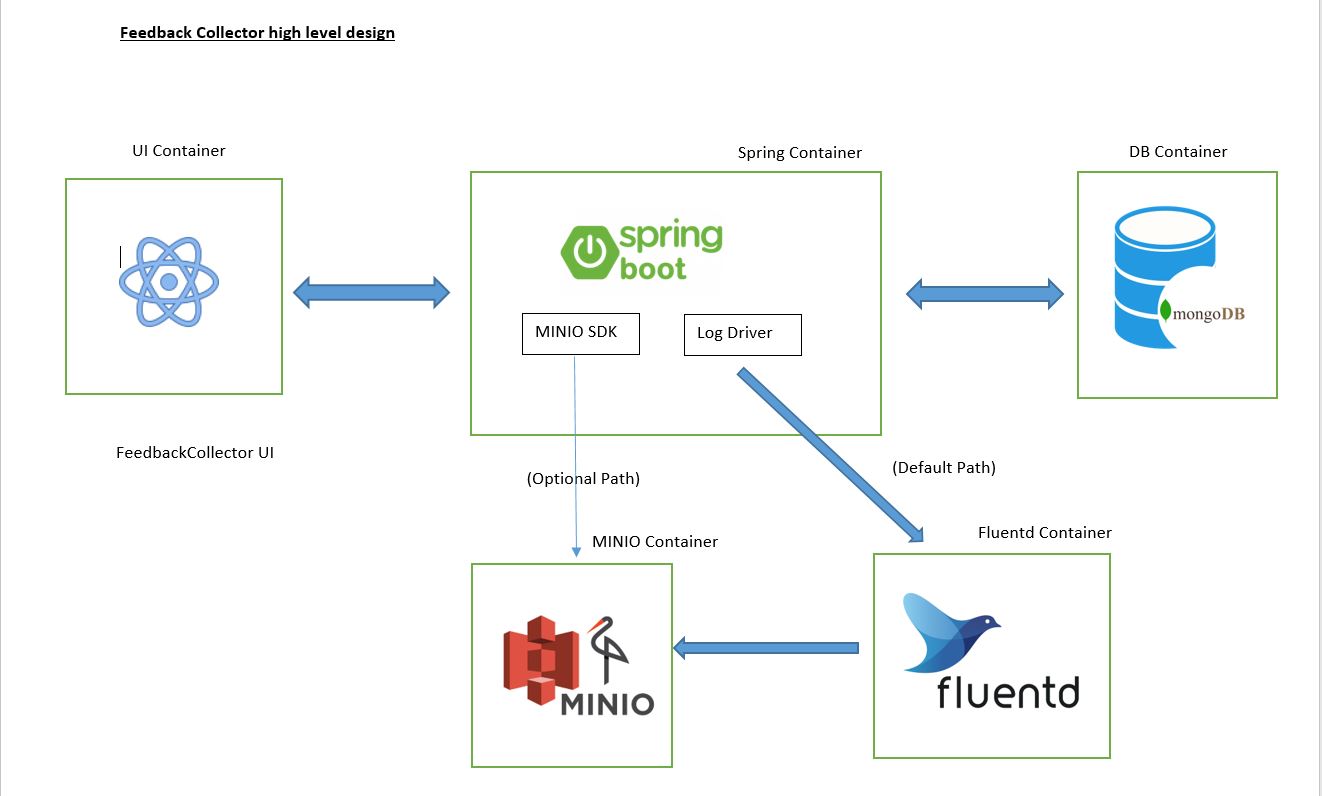 Feedback Collector high level design
UI Container
Spring Container
DB Container
spring
boot
mongoDB
MINIO SDK
Log Driver
FeedbackCollector UI
(Optional Path)
(Default Path)
MINIO Container
Fluentd Container
MINIO
fluentd